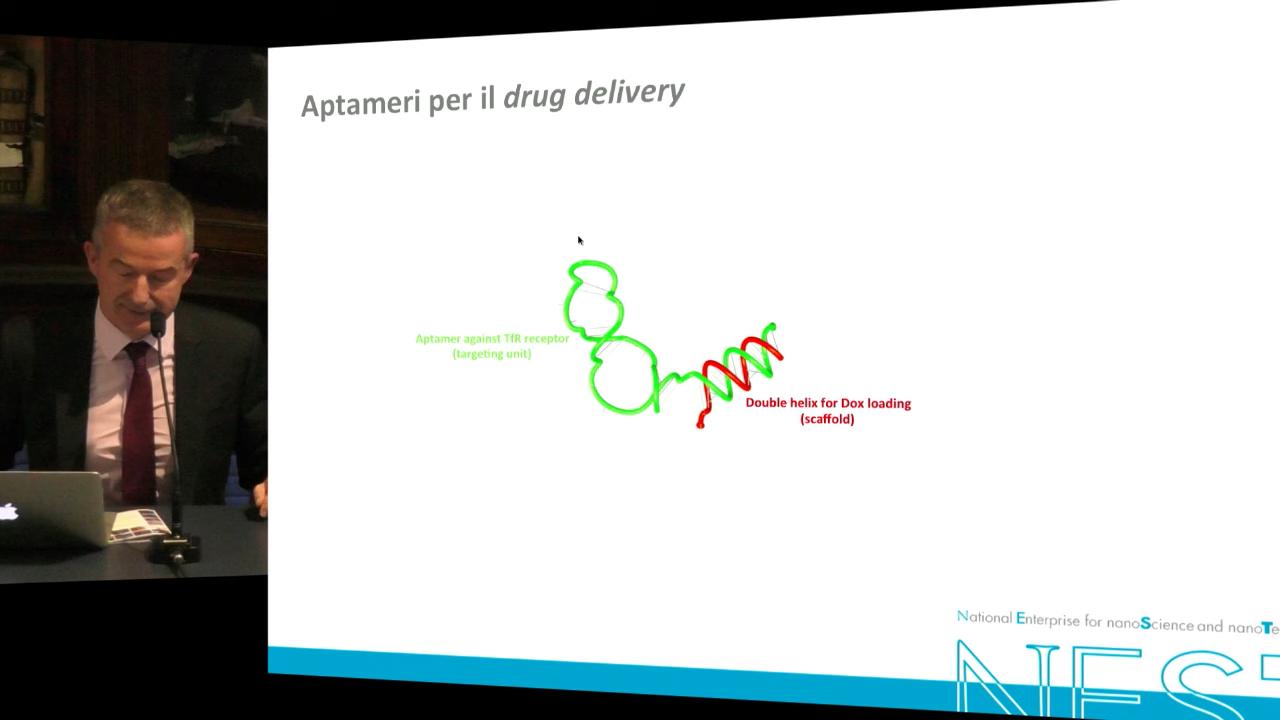 Aptameri per il drug delivery
Aptamer against TfR receptor
(targeting unit)
Double helix for Dox loading
(scaffold)
National Enterprise for nanoScience and nanoTe
NEST